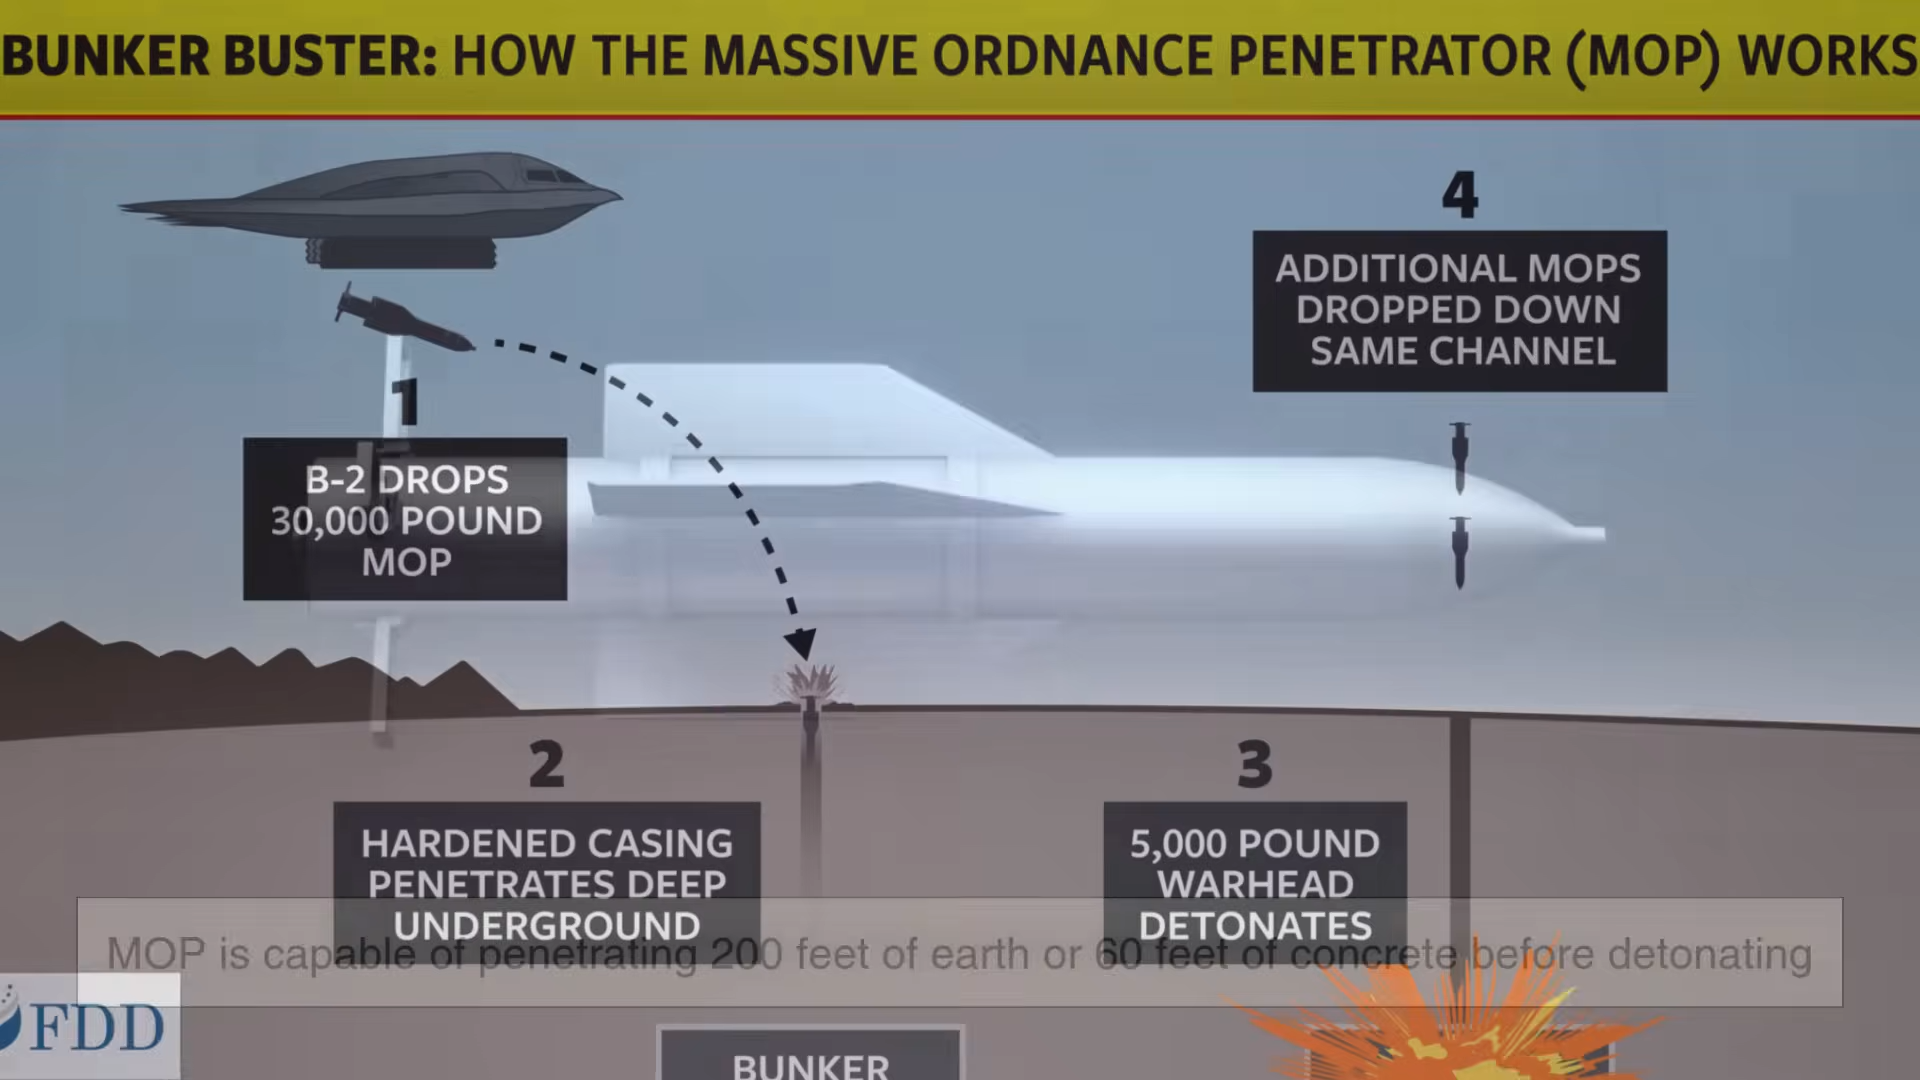 BUNKER BUSTER: HOW THE MASSIVE ORDNANCE PENETRATOR (MOP) WORKS
1
B-2 DROPS
30,000 POUND
MOP
4
ADDITIONAL MOPS
DROPPED DOWN
SAME CHANNEL
2
HARDENED CASING
PENETRATES DEEP
UNDERGROUND
3
5,000 POUND
WARHEAD
DETONATES
MOP is capable of penetrating 200 feet of earth or 60 feet of concrete before detonating
FDD
BUNKER